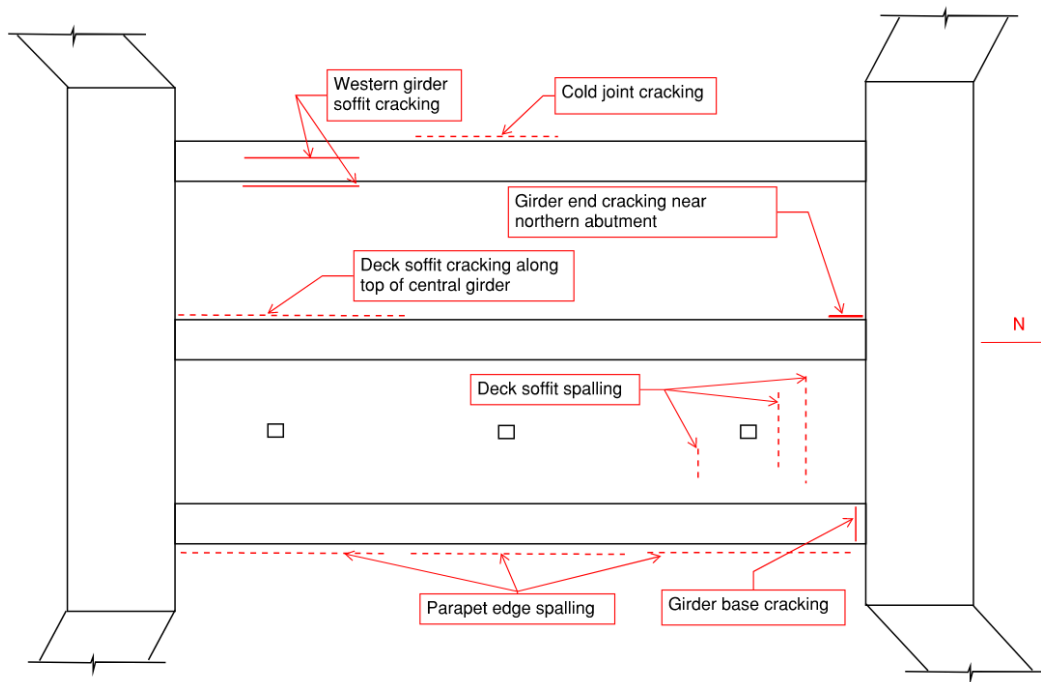 Western girder
soffit cracking
Cold joint cracking
Girder end cracking near
northern abutment
Deck soffit cracking along
top of central girder
N
Deck soffit spalling
Parapet edge spalling
Girder base cracking